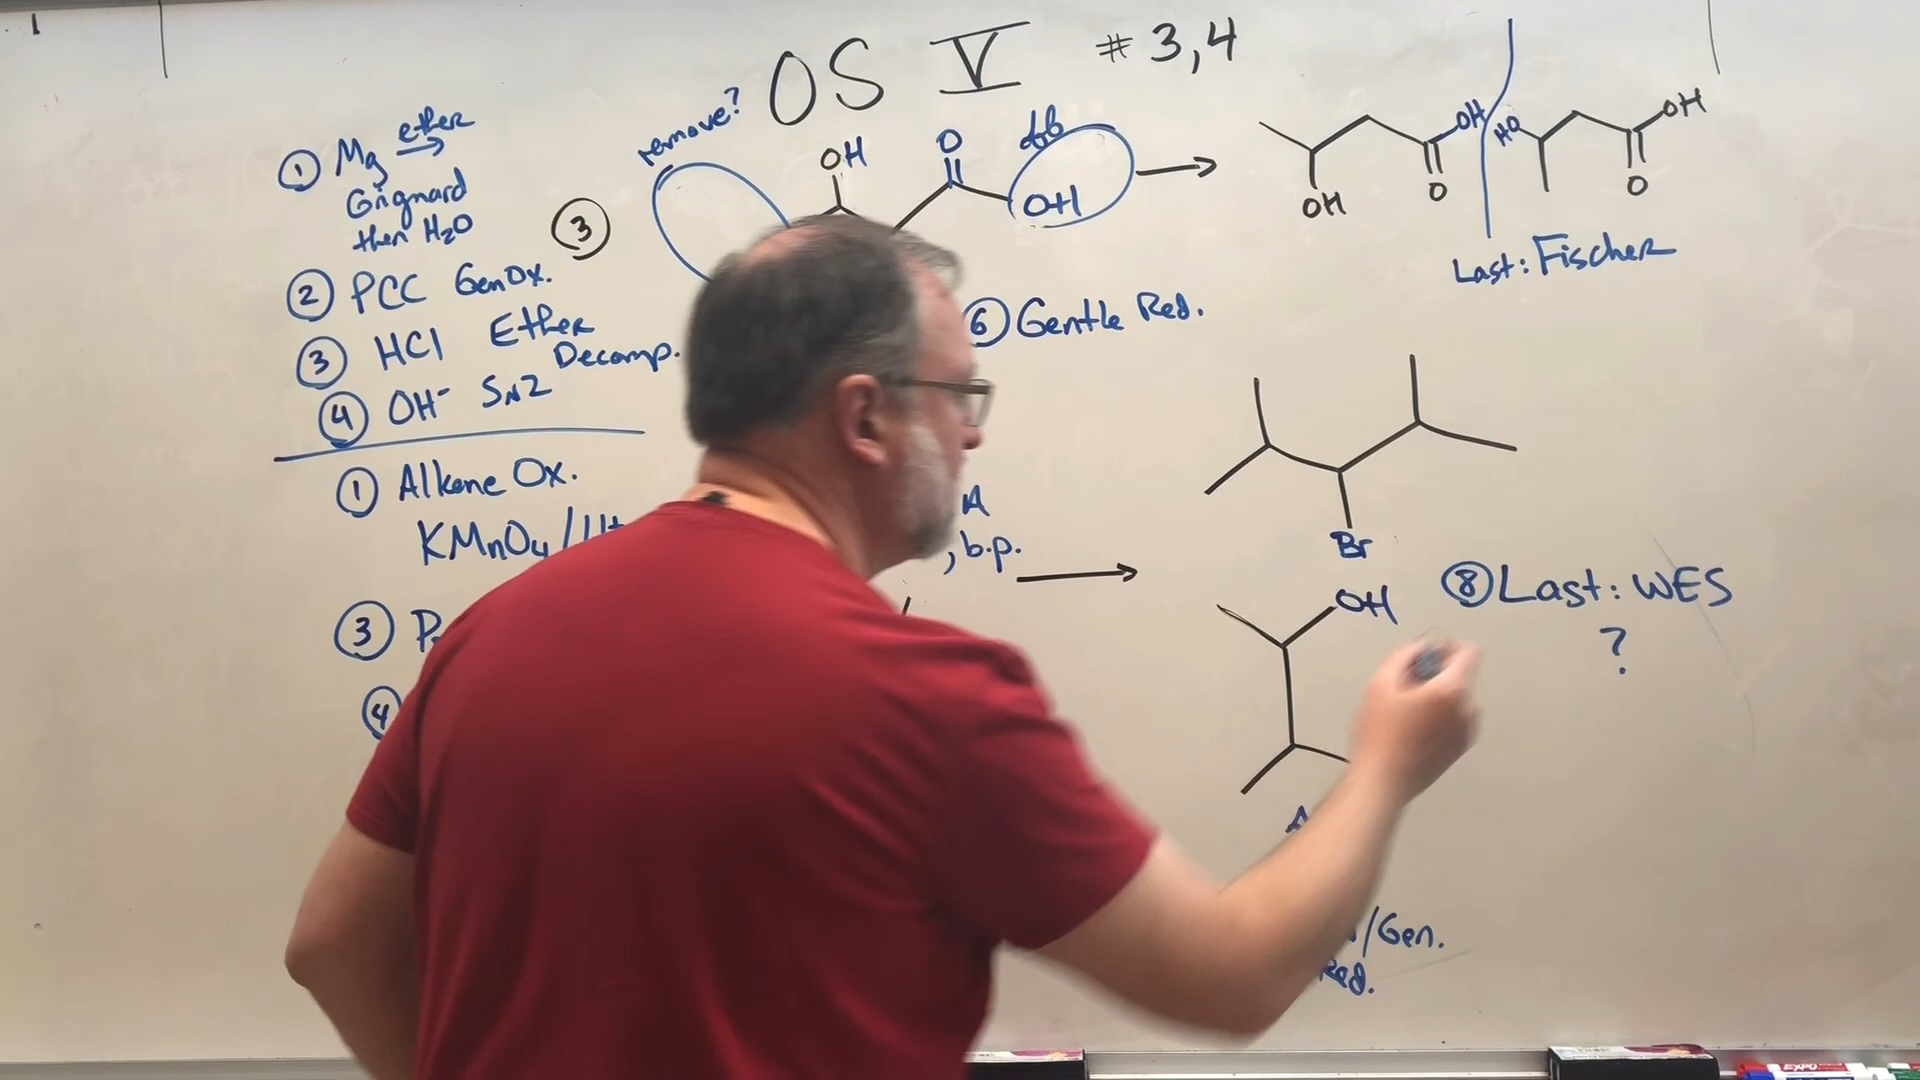 OS V # 3,4
① Mg ether
Grignard
then H2O
② PCC Gen Ox.
③ HCl Ether
Decomp.
④ OH⁻ SN2
① Alkene Ox.
KMnO4/
③
④
③
remove?
OH
O
OH
OH
O
OH
HO
O
OH
Last: Fischer
⑥ Gentle Red.
A
, b.p.
Br
OH
⑧ Last: WES
?
/Gen.
Red.
EXPO